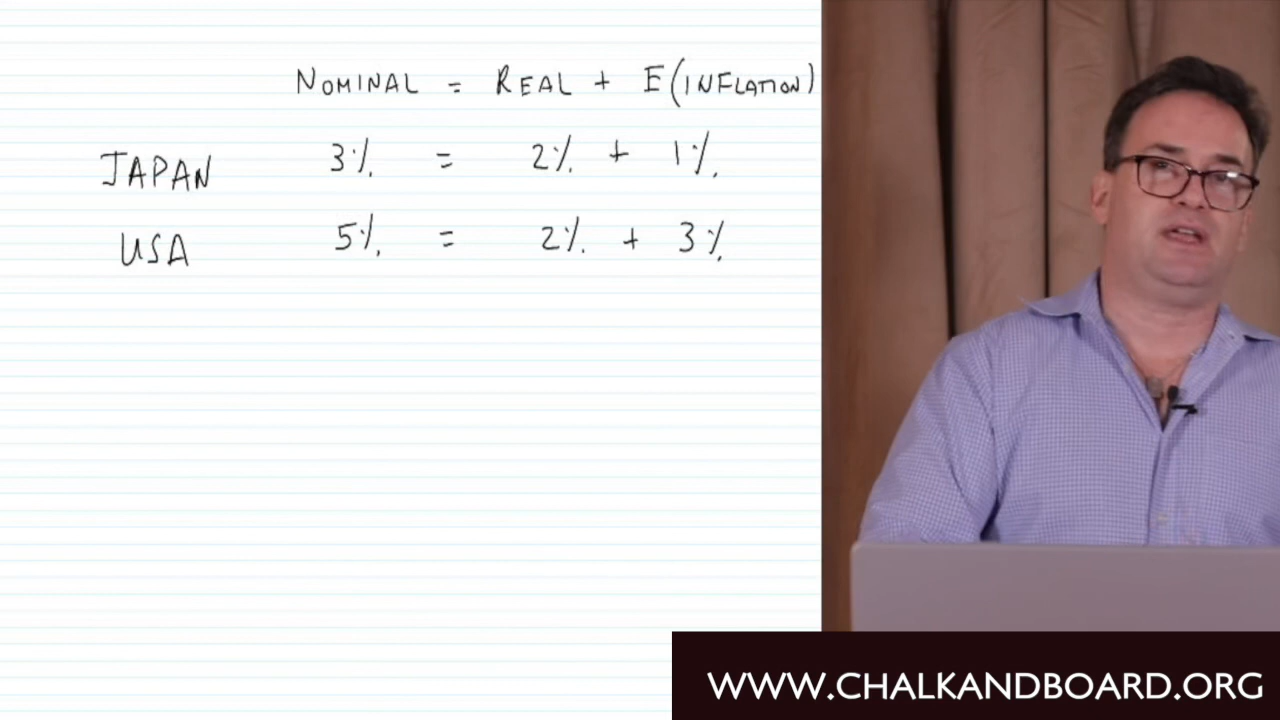 NOMINAL = REAL + E(INFLATION)
JAPAN 3% = 2% + 1%
USA 5% = 2% + 3%
WWW.CHALKANDBOARD.ORG